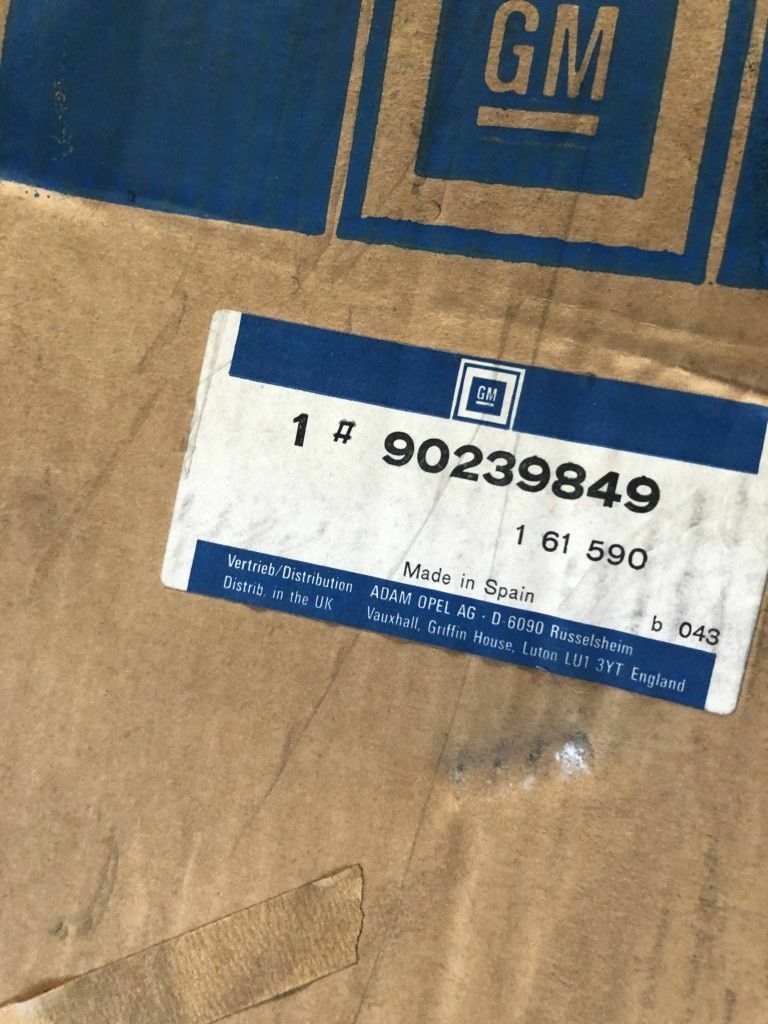 GM
GM
1 # 90239849
1 61 590
Made in Spain
b 043
Vertrieb/Distribution ADAM OPEL AG · D-6090 Rüsselsheim
Distrib. in the UK Vauxhall, Griffin House, Luton LU1 3YT England